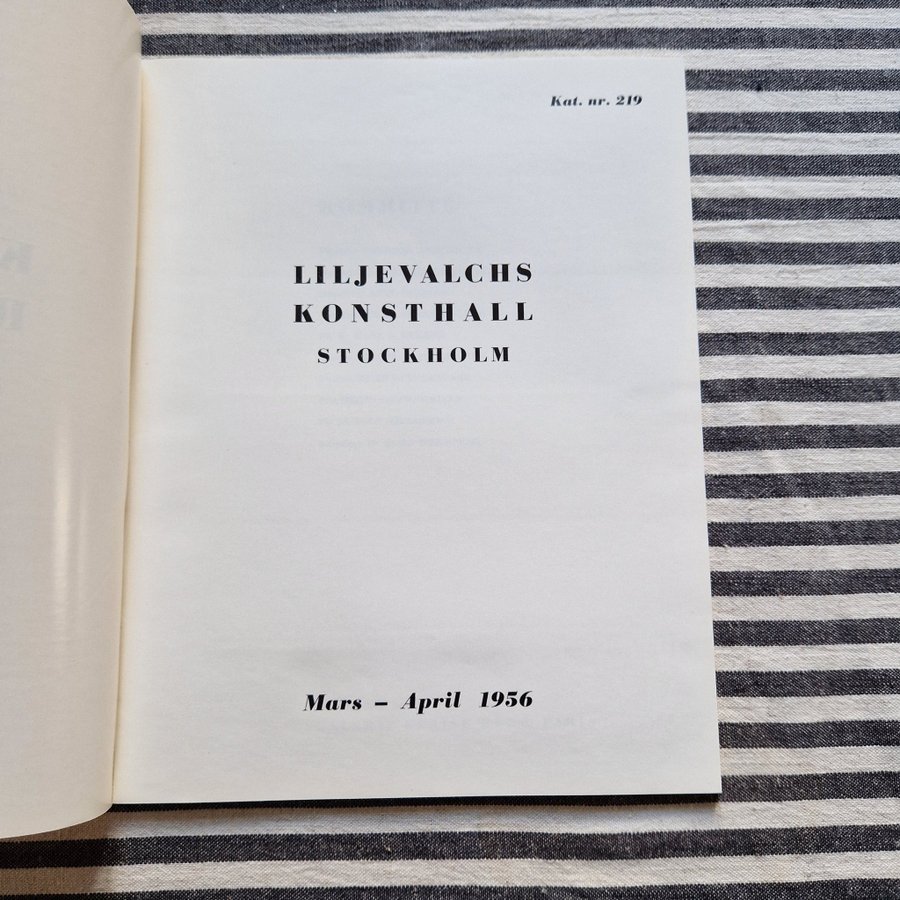 Kat. nr. 219
LILJEVALCHS
KONSTHALL
STOCKHOLM
Mars – April 1956